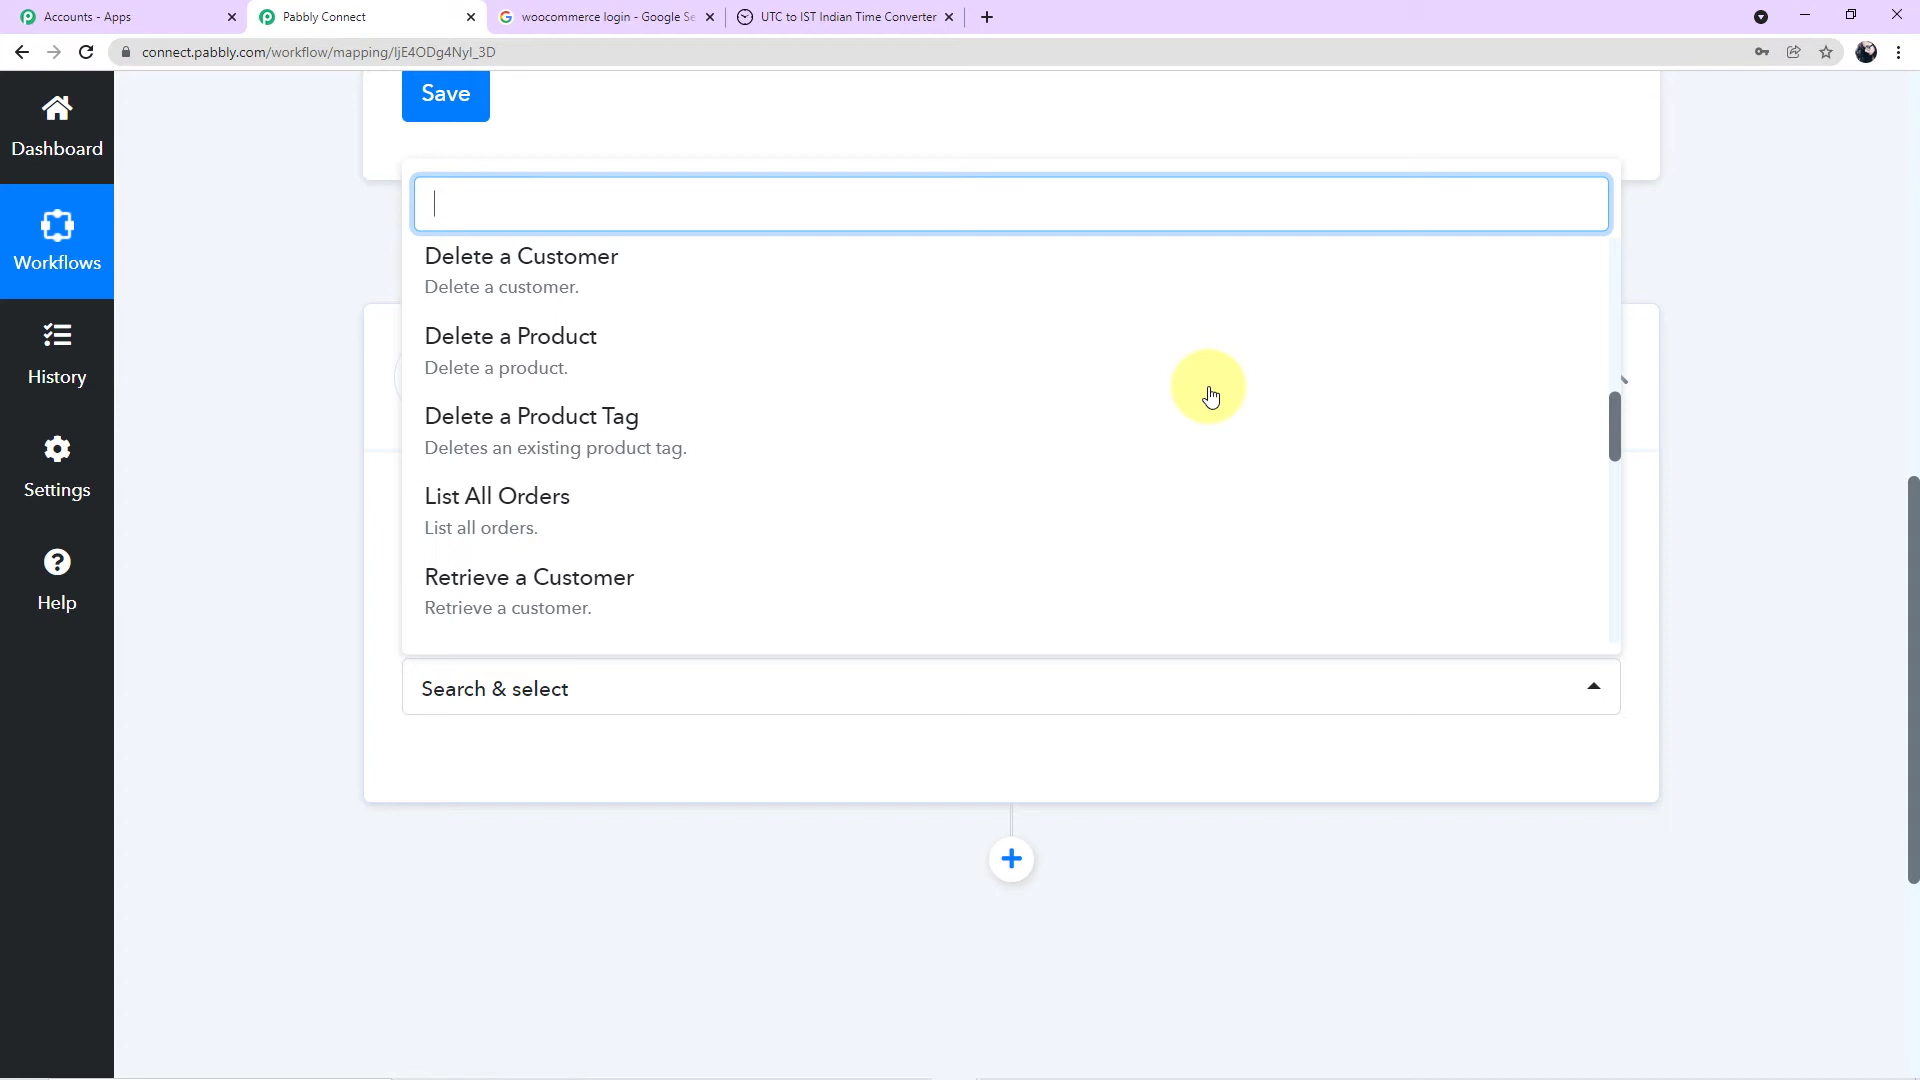 Accounts - Apps
Pabbly Connect
woocommerce login - Google Se
UTC to IST Indian Time Converter
connect.pabbly.com/workflow/mapping/IjE4ODg4NyI_3D
Dashboard
Workflows
History
Settings
Help
Save
Delete a Customer
Delete a customer.
Delete a Product
Delete a product.
Delete a Product Tag
Deletes an existing product tag.
List All Orders
List all orders.
Retrieve a Customer
Retrieve a customer.
Search & select